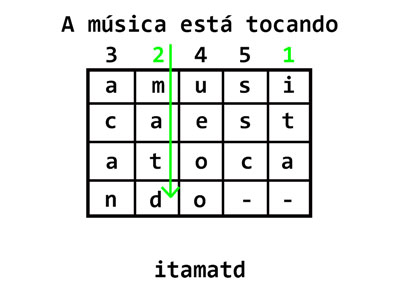 A música está tocando
3 2 4 5 1
a m u s i
c a e s t
a t o c a
n d o - -
itamatd